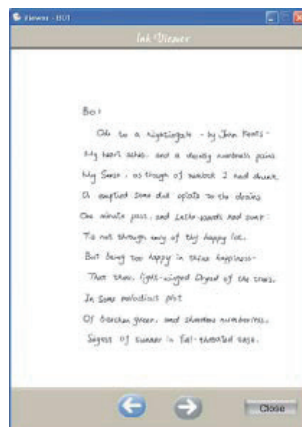 Viewer - B01
Ink Viewer
B01
Ode to a nightingale - by John Keats -
My heart aches, and a drowsy numbness pains
My Sense, as though of hemlock I had drunk
Or emptied some dull opiate to the drains
One minute past, and Lethe-wards had sunk:
Tis not through envy of thy happy lot,
But being too happy in thine happiness-
That thou, light-winged Dryad of the trees,
In Some melodious plot
Of beechen green, and shadows numberless,
Singest of summer in full-throated ease.
Close